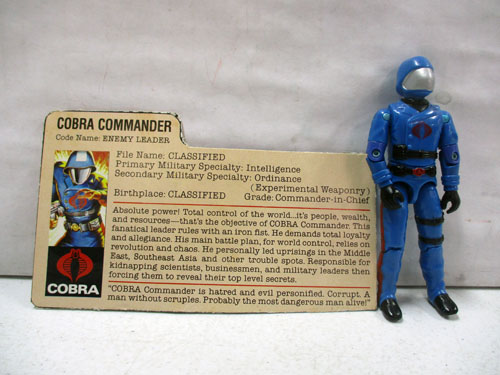 COBRA COMMANDER
Code Name: ENEMY LEADER
File Name: CLASSIFIED
Primary Military Specialty: Intelligence
Secondary Military Specialty: Ordinance
(Experimental Weaponry)
Birthplace: CLASSIFIED Grade: Commander-in-Chief
Absolute power! Total control of the world...it's people, wealth,
and resources—that's the objective of COBRA Commander. This
fanatical leader rules with an iron fist. He demands total loyalty
and allegiance. His main battle plan, for world control, relies on
revolution and chaos. He personally led uprisings in the Middle
East, Southeast Asia and other trouble spots. Responsible for
kidnapping scientists, businessmen, and military leaders then
forcing them to reveal their top level secrets.
"COBRA Commander is hatred and evil personified. Corrupt. A
man without scruples. Probably the most dangerous man alive!"
COBRA